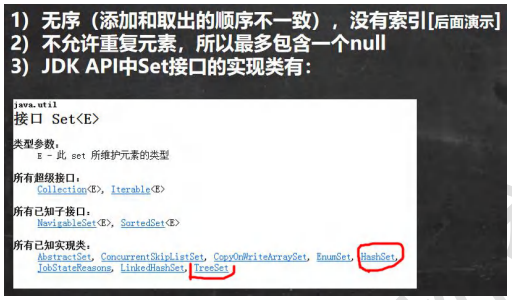 1）无序（添加和取出的顺序不一致），没有索引[后面演示]
2）不允许重复元素，所以最多包含一个null
3）JDK API中Set接口的实现类有：
java.util
接口 Set<E>
类型参数：
E - 此 set 所维护元素的类型
所有超级接口：
Collection<E>, Iterable<E>
所有已知子接口：
NavigableSet<E>, SortedSet<E>
所有已知实现类：
AbstractSet, ConcurrentSkipListSet, CopyOnWriteArraySet, EnumSet, HashSet,
JobStateReasons, LinkedHashSet, TreeSet